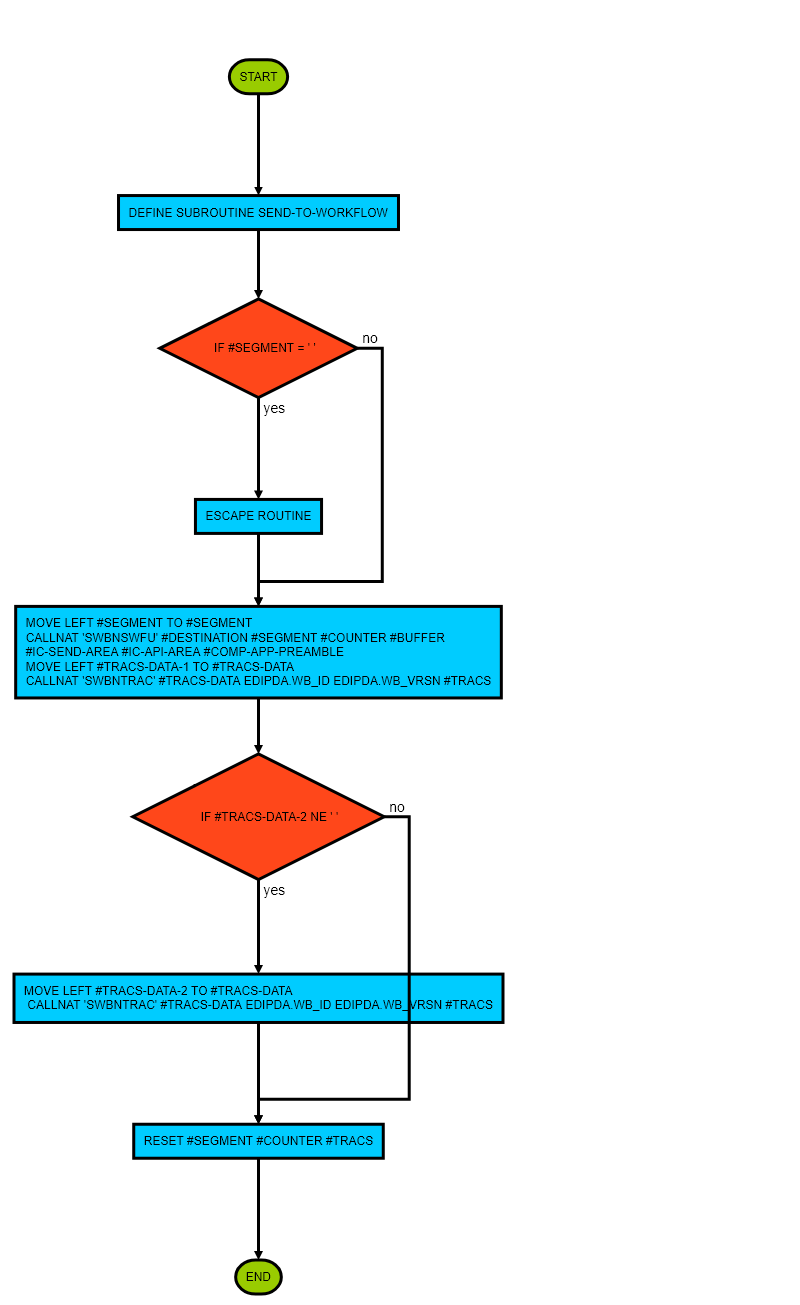 START
DEFINE SUBROUTINE SEND-TO-WORKFLOW
IF #SEGMENT = ' '
no
yes
ESCAPE ROUTINE
MOVE LEFT #SEGMENT TO #SEGMENT
CALLNAT 'SWBNSWFU' #DESTINATION #SEGMENT #COUNTER #BUFFER
#IC-SEND-AREA #IC-API-AREA #COMP-APP-PREAMBLE
MOVE LEFT #TRACS-DATA-1 TO #TRACS-DATA
CALLNAT 'SWBNTRAC' #TRACS-DATA EDIPDA.WB_ID EDIPDA.WB_VRSN #TRACS
IF #TRACS-DATA-2 NE ' '
no
yes
MOVE LEFT #TRACS-DATA-2 TO #TRACS-DATA
CALLNAT 'SWBNTRAC' #TRACS-DATA EDIPDA.WB_ID EDIPDA.WB_VRSN #TRACS
RESET #SEGMENT #COUNTER #TRACS
END